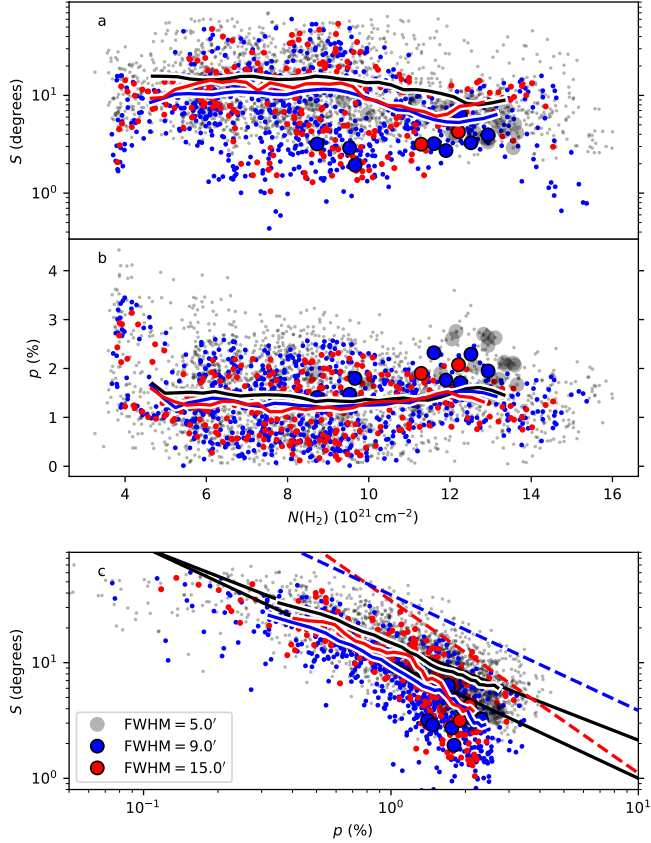 a
S (degrees)
10¹
10⁰
b
p (%)
4
3
2
1
0
4 6 8 10 12 14 16
N(H₂) (10²¹ cm⁻²)
c
S (degrees)
10¹
10⁰
FWHM = 5.0′
FWHM = 9.0′
FWHM = 15.0′
10⁻¹ 10⁰ 10¹
p (%)